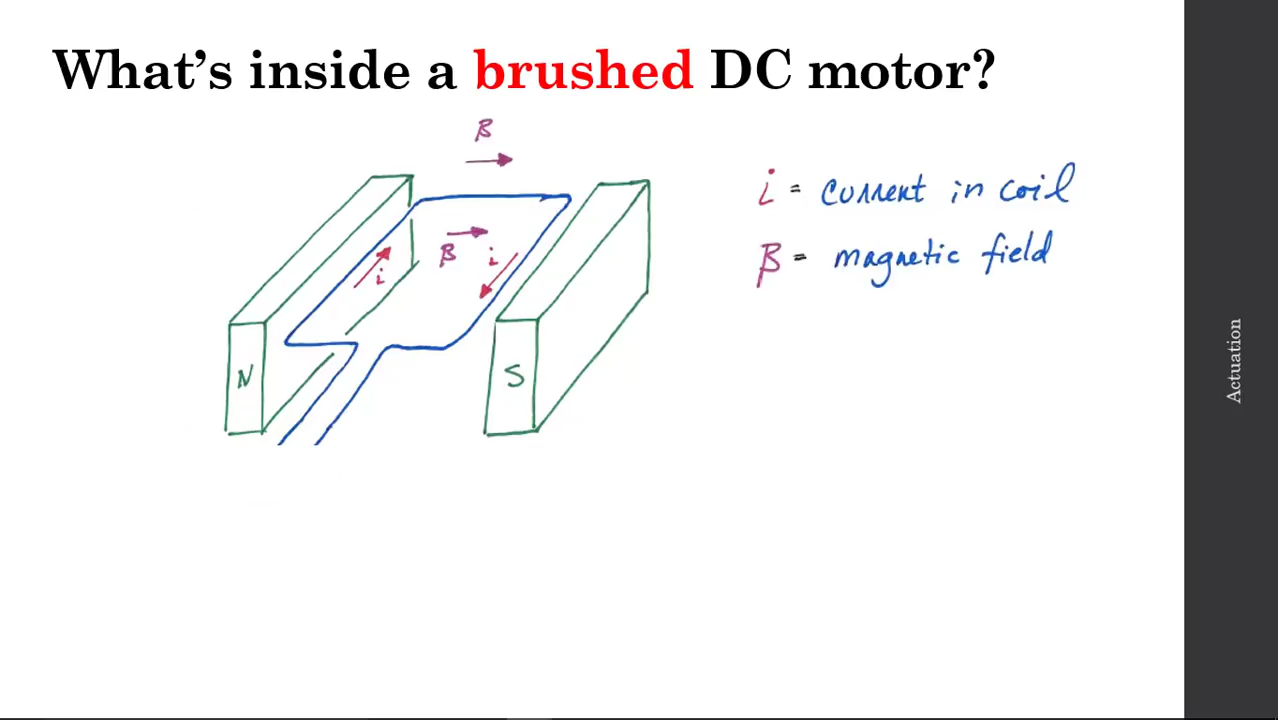 What's inside a brushed DC motor?
B
i = current in coil
B
i
i
B = magnetic field
N
S
Actuation